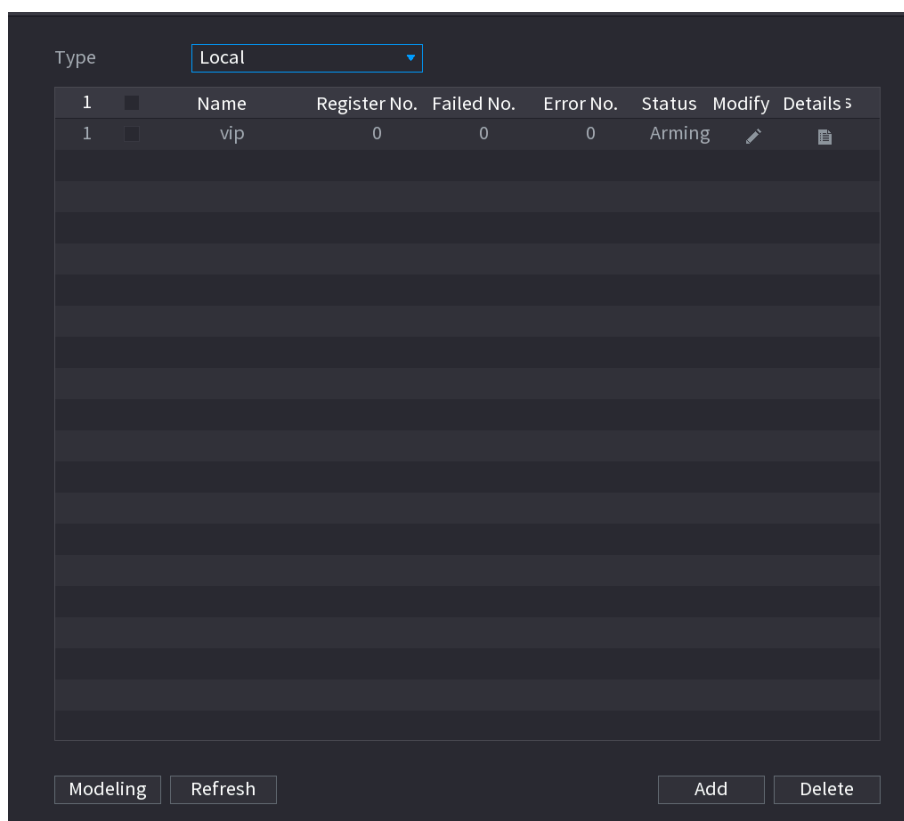 Type Local
1 Name Register No. Failed No. Error No. Status Modify Details s
1 vip 0 0 0 Arming
Modeling Refresh Add Delete